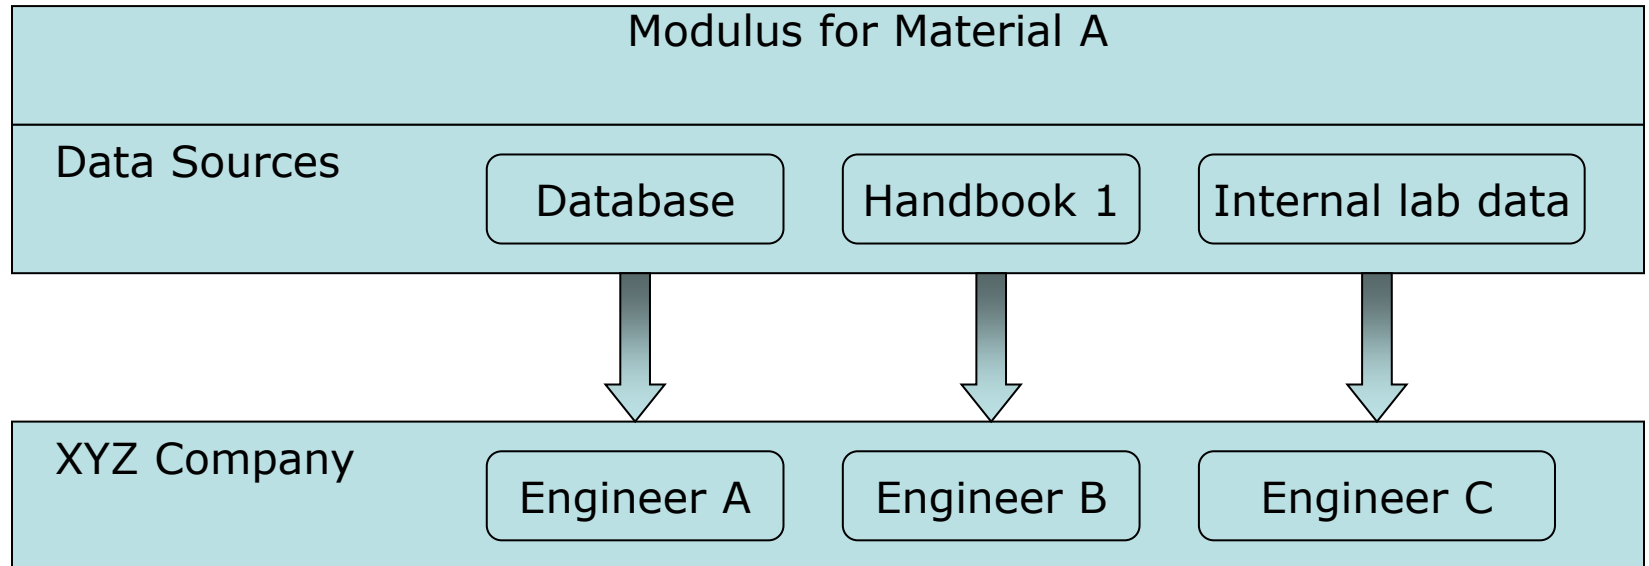 Modulus for Material A
Data Sources
Database
Handbook 1
Internal lab data
XYZ Company
Engineer A
Engineer B
Engineer C